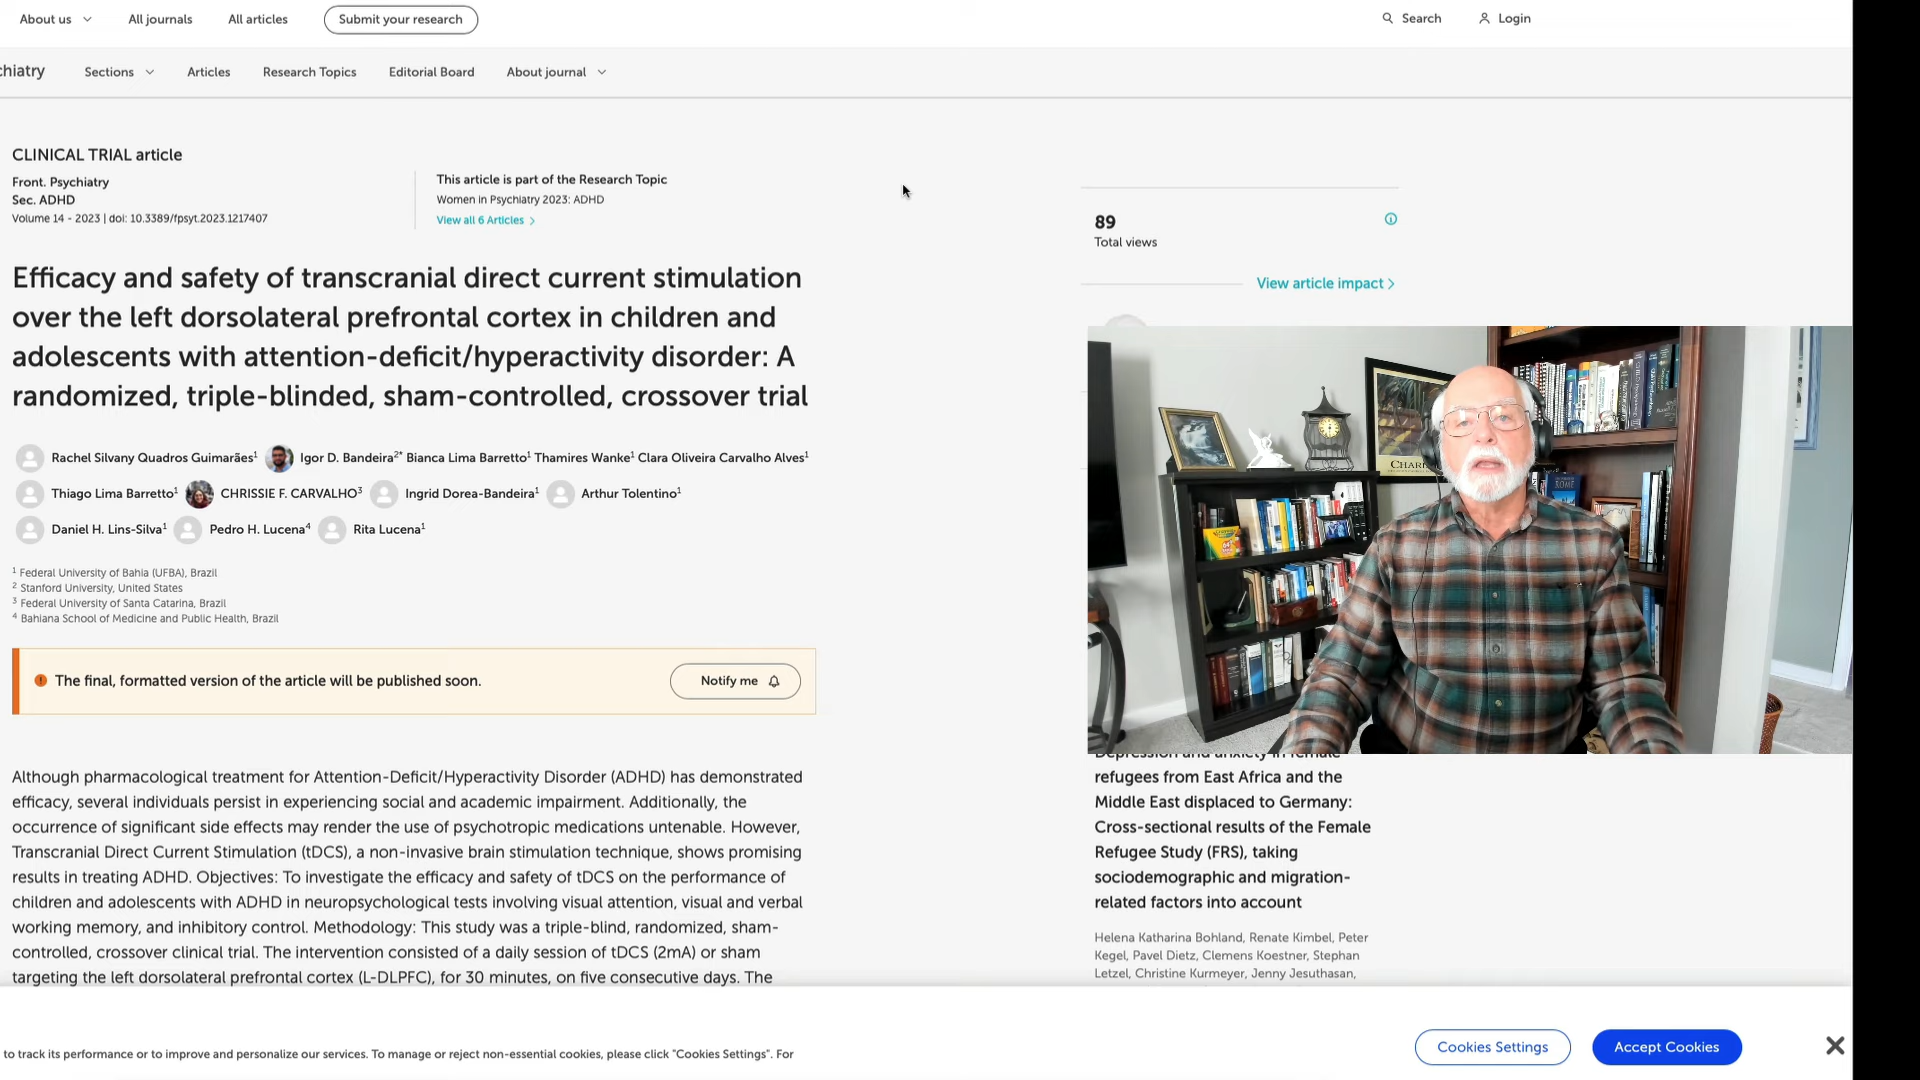 About us
All journals
All articles
Submit your research
Search
Login
chiatry
Sections
Articles
Research Topics
Editorial Board
About journal
CLINICAL TRIAL article
Front. Psychiatry
Sec. ADHD
Volume 14 - 2023 | doi: 10.3389/fpsyt.2023.1217407
This article is part of the Research Topic
Women in Psychiatry 2023: ADHD
View all 6 Articles
89
Total views
View article impact
Efficacy and safety of transcranial direct current stimulation
over the left dorsolateral prefrontal cortex in children and
adolescents with attention-deficit/hyperactivity disorder: A
randomized, triple-blinded, sham-controlled, crossover trial
Rachel Silvany Quadros Guimarães¹ Igor D. Bandeira²* Bianca Lima Barretto¹ Thamires Wanke¹ Clara Oliveira Carvalho Alves¹
Thiago Lima Barretto¹ CHRISSIE F. CARVALHO³ Ingrid Dorea-Bandeira¹ Arthur Tolentino¹
Daniel H. Lins-Silva¹ Pedro H. Lucena⁴ Rita Lucena¹
¹ Federal University of Bahia (UFBA), Brazil
² Stanford University, United States
³ Federal University of Santa Catarina, Brazil
⁴ Bahiana School of Medicine and Public Health, Brazil
The final, formatted version of the article will be published soon.
Notify me
Although pharmacological treatment for Attention-Deficit/Hyperactivity Disorder (ADHD) has demonstrated
efficacy, several individuals persist in experiencing social and academic impairment. Additionally, the
occurrence of significant side effects may render the use of psychotropic medications untenable. However,
Transcranial Direct Current Stimulation (tDCS), a non-invasive brain stimulation technique, shows promising
results in treating ADHD. Objectives: To investigate the efficacy and safety of tDCS on the performance of
children and adolescents with ADHD in neuropsychological tests involving visual attention, visual and verbal
working memory, and inhibitory control. Methodology: This study was a triple-blind, randomized, sham-
controlled, crossover clinical trial. The intervention consisted of a daily session of tDCS (2mA) or sham
targeting the left dorsolateral prefrontal cortex (L-DLPFC), for 30 minutes, on five consecutive days. The
CHARI
ROME
Depression and anxiety in female
refugees from East Africa and the
Middle East displaced to Germany:
Cross-sectional results of the Female
Refugee Study (FRS), taking
sociodemographic and migration-
related factors into account
Helena Katharina Bohland, Renate Kimbel, Peter
Kegel, Pavel Dietz, Clemens Koestner, Stephan
Letzel, Christine Kurmeyer, Jenny Jesuthasan,
to track its performance or to improve and personalize our services. To manage or reject non-essential cookies, please click "Cookies Settings". For
Cookies Settings
Accept Cookies